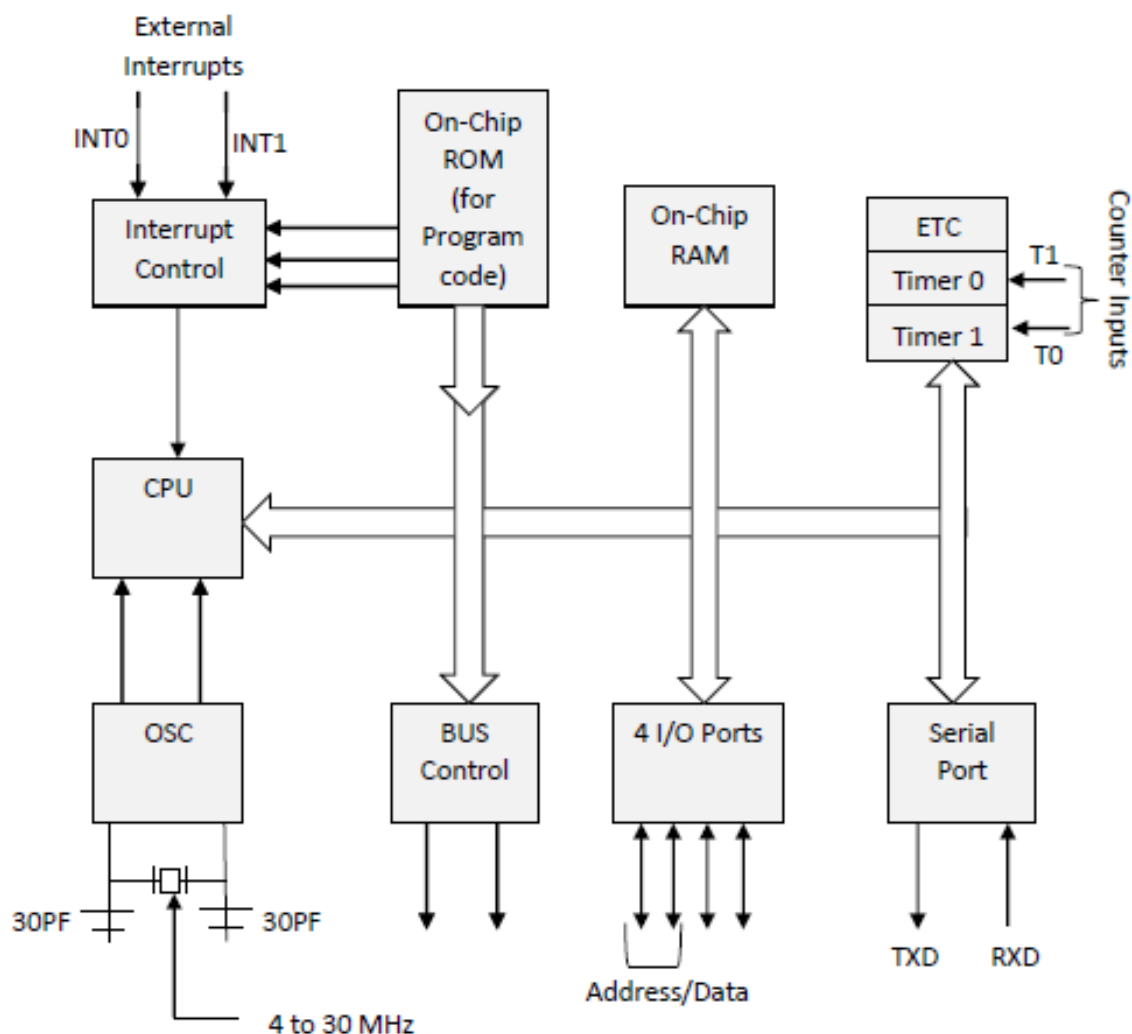 External
Interrupts
INT0
INT1
On-Chip
ROM
(for
Program
code)
Interrupt
Control
On-Chip
RAM
ETC
Timer 0
Timer 1
T1
T0
Counter Inputs
CPU
OSC
BUS
Control
4 I/O Ports
Serial
Port
30PF
30PF
Address/Data
TXD
RXD
4 to 30 MHz